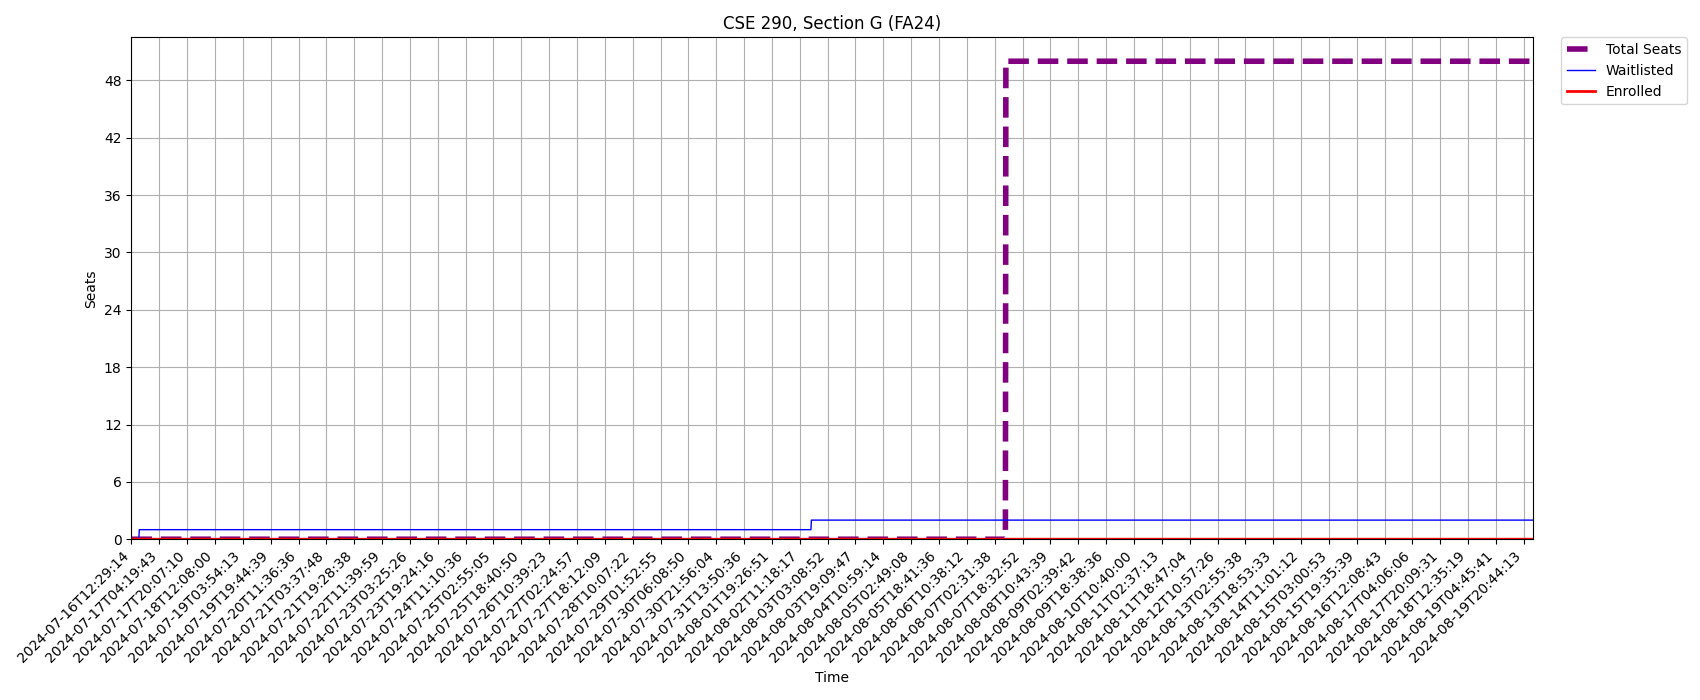 CSE 290, Section G (FA24)
Total Seats
Waitlisted
Enrolled
48
42
36
30
24
18
12
6
0
Seats
2024-07-16T12:29:14
2024-07-17T04:19:43
2024-07-17T20:07:10
2024-07-18T12:08:00
2024-07-19T03:54:13
2024-07-19T19:44:39
2024-07-20T11:36:36
2024-07-21T03:37:48
2024-07-21T19:28:38
2024-07-22T11:39:59
2024-07-23T03:25:26
2024-07-23T19:24:16
2024-07-24T11:10:36
2024-07-25T02:55:05
2024-07-25T18:40:50
2024-07-26T10:39:23
2024-07-27T02:24:57
2024-07-27T18:12:09
2024-07-28T10:07:22
2024-07-29T01:52:55
2024-07-30T06:08:50
2024-07-30T21:56:04
2024-07-31T13:50:36
2024-08-01T19:26:51
2024-08-02T11:18:17
2024-08-03T03:08:52
2024-08-03T19:09:47
2024-08-04T10:59:14
2024-08-05T02:49:08
2024-08-05T18:41:36
2024-08-06T10:38:12
2024-08-07T02:31:38
2024-08-07T18:32:52
2024-08-08T10:43:39
2024-08-09T02:39:42
2024-08-09T18:38:36
2024-08-10T10:40:00
2024-08-11T02:37:13
2024-08-11T18:47:04
2024-08-12T10:57:26
2024-08-13T02:55:38
2024-08-13T18:53:33
2024-08-14T11:01:12
2024-08-15T03:00:53
2024-08-15T19:35:39
2024-08-16T12:08:43
2024-08-17T04:06:06
2024-08-17T20:09:31
2024-08-18T12:35:19
2024-08-19T04:45:41
2024-08-19T20:44:13
Time